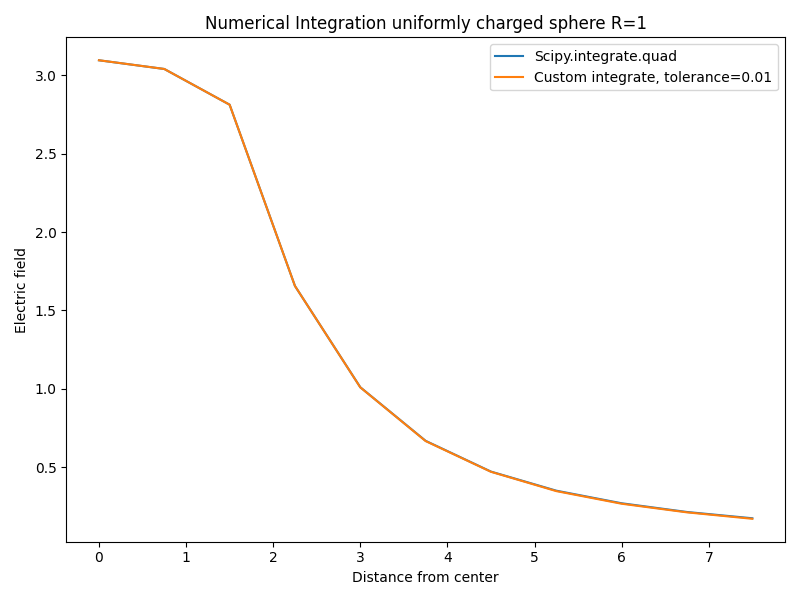 Numerical Integration uniformly charged sphere R=1
Scipy.integrate.quad
Custom integrate, tolerance=0.01
Electric field
3.0
2.5
2.0
1.5
1.0
0.5
0 1 2 3 4 5 6 7
Distance from center